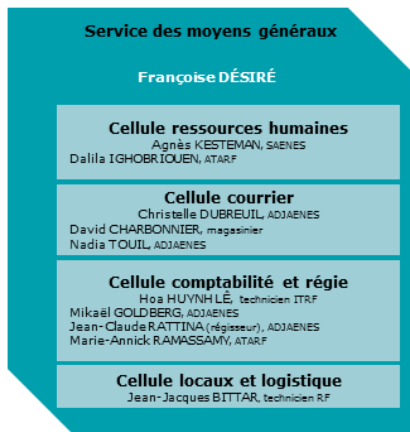 Service des moyens généraux
Françoise DÉSIRÉ
Cellule ressources humaines
Agnès KESTEMAN, SAENES
Dalila IGHOBRIOUEN, ATARF
Cellule courrier
Christelle DUBREUIL, ADJAENES
David CHARBONNIER, magasinier
Nadia TOUIL, ADJAENES
Cellule comptabilité et régie
Hoa HUYNH LÊ, technicien ITRF
Mikaël GOLDBERG, ADJAENES
Jean-Claude RATTINA (régisseur), ADJAENES
Marie-Annick RAMASSAMY, ATARF
Cellule locaux et logistique
Jean-Jacques BITTAR, technicien RF